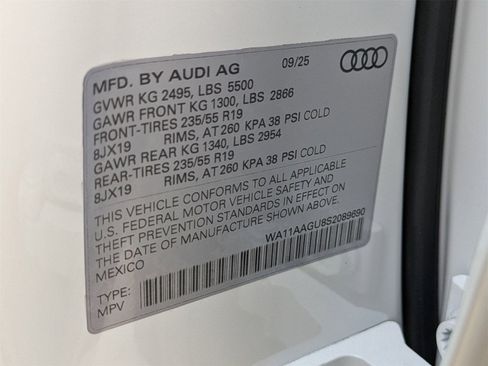 MFD. BY AUDI AG 09/25
GVWR KG 2495, LBS 5500
GAWR FRONT KG 1300, LBS 2866
FRONT-TIRES 235/55 R19
8JX19 RIMS, AT 260 KPA 38 PSI COLD
GAWR REAR KG 1340, LBS 2954
REAR-TIRES 235/55 R19
8JX19 RIMS, AT 260 KPA 38 PSI COLD
THIS VEHICLE CONFORMS TO ALL APPLICABLE
U.S. FEDERAL MOTOR VEHICLE SAFETY AND
THEFT PREVENTION STANDARDS IN EFFECT ON
THE DATE OF MANUFACTURE SHOWN ABOVE.
MEXICO
WA11AAGU8S2089690
TYPE:
MPV